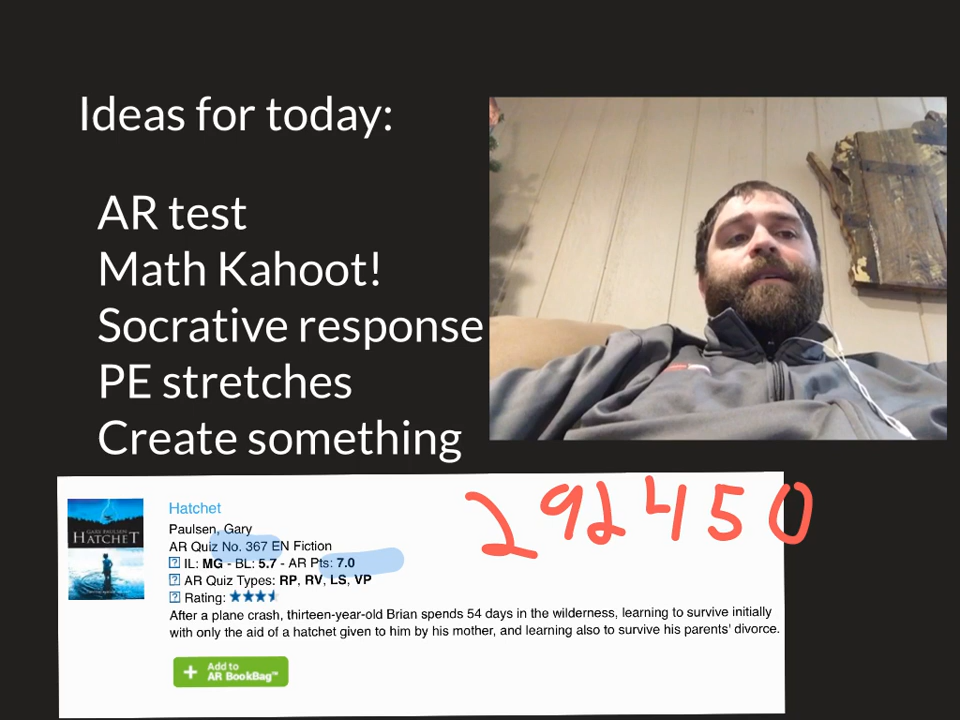 Ideas for today:
AR test
Math Kahoot!
Socrative response
PE stretches
Create something
292450
Hatchet
Paulsen, Gary
AR Quiz No. 367 EN Fiction
IL: MG - BL: 5.7 - AR Pts: 7.0
AR Quiz Types: RP, RV, LS, VP
Rating:
After a plane crash, thirteen-year-old Brian spends 54 days in the wilderness, learning to survive initially
with only the aid of a hatchet given to him by his mother, and learning also to survive his parents' divorce.
GARY PAULSEN
HATCHET
+ Add to
AR BookBag™